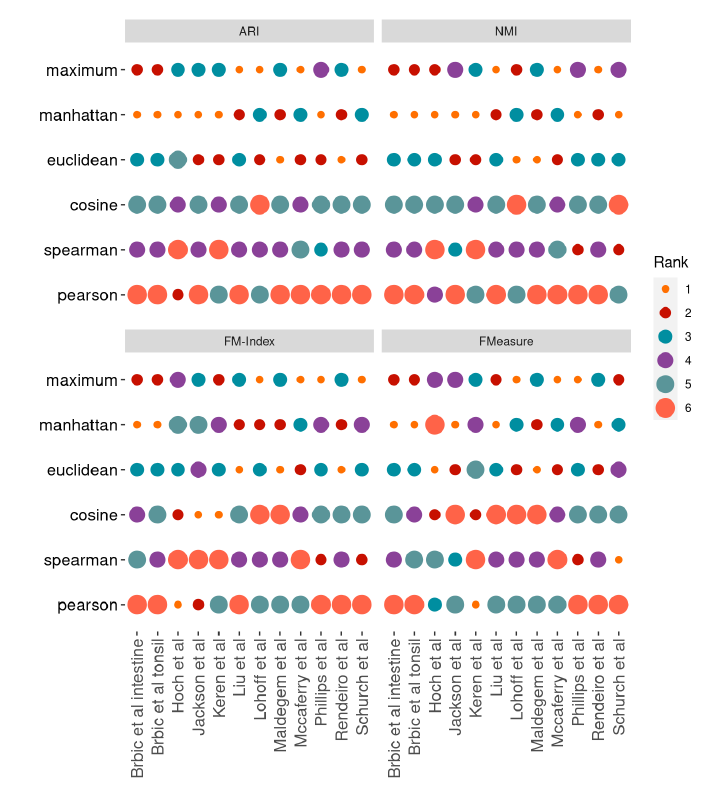 ARI NMI
maximum
manhattan
euclidean
cosine
spearman
pearson
FM-Index FMeasure
maximum
manhattan
euclidean
cosine
spearman
pearson
Brbic et al intestine
Brbic et al tonsil
Hoch et al
Jackson et al
Keren et al
Liu et al
Lohoff et al
Maldegem et al
Mccaferry et al
Phillips et al
Rendeiro et al
Schurch et al
Brbic et al intestine
Brbic et al tonsil
Hoch et al
Jackson et al
Keren et al
Liu et al
Lohoff et al
Maldegem et al
Mccaferry et al
Phillips et al
Rendeiro et al
Schurch et al
Rank
1
2
3
4
5
6